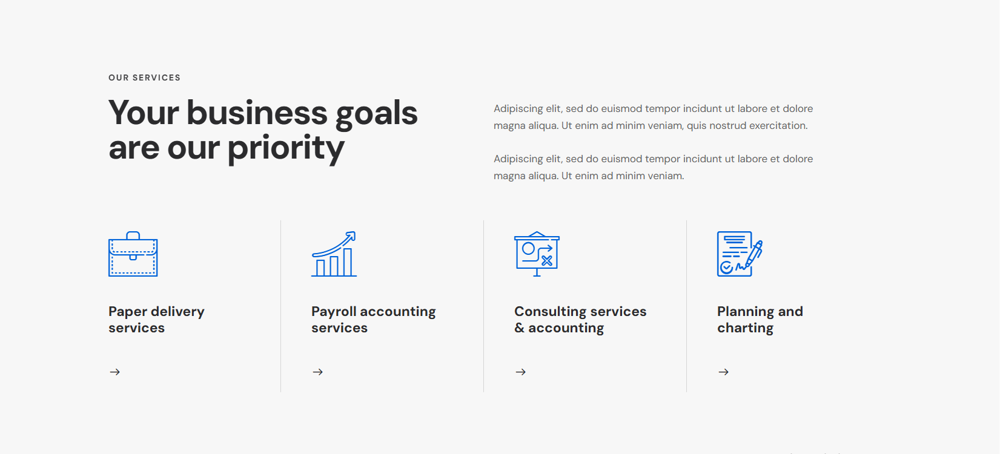 OUR SERVICES
Your business goals
are our priority
Adipiscing elit, sed do euismod tempor incidunt ut labore et dolore
magna aliqua. Ut enim ad minim veniam, quis nostrud exercitation.
Adipiscing elit, sed do euismod tempor incidunt ut labore et dolore
magna aliqua. Ut enim ad minim veniam.
Paper delivery
services
Payroll accounting
services
Consulting services
& accounting
Planning and
charting